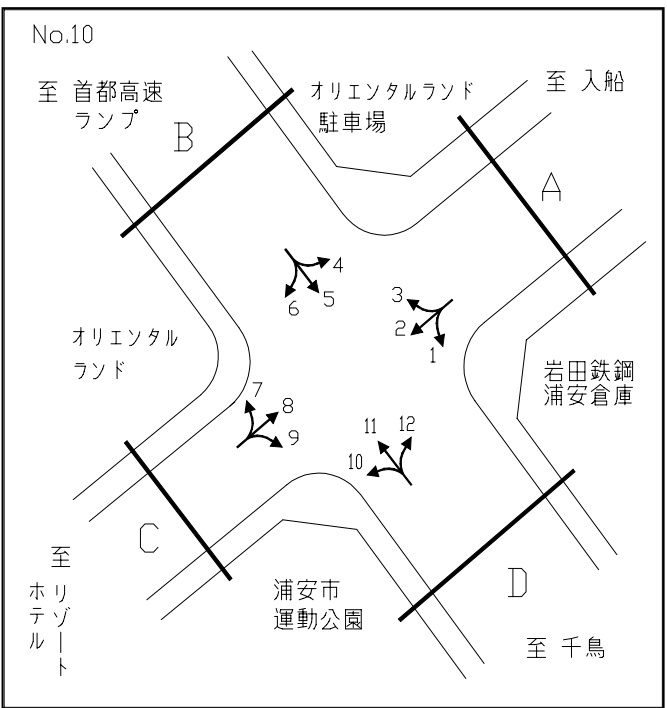 No.10
至 首都高速
ランプ
B
オリエンタルランド
駐車場
至 入船
A
4
5
6
3
2
1
オリエンタル
ランド
岩田鉄鋼
浦安倉庫
7
8
9
11
12
10
C
D
至 リゾート
ホテル
浦安市
運動公園
至 千鳥